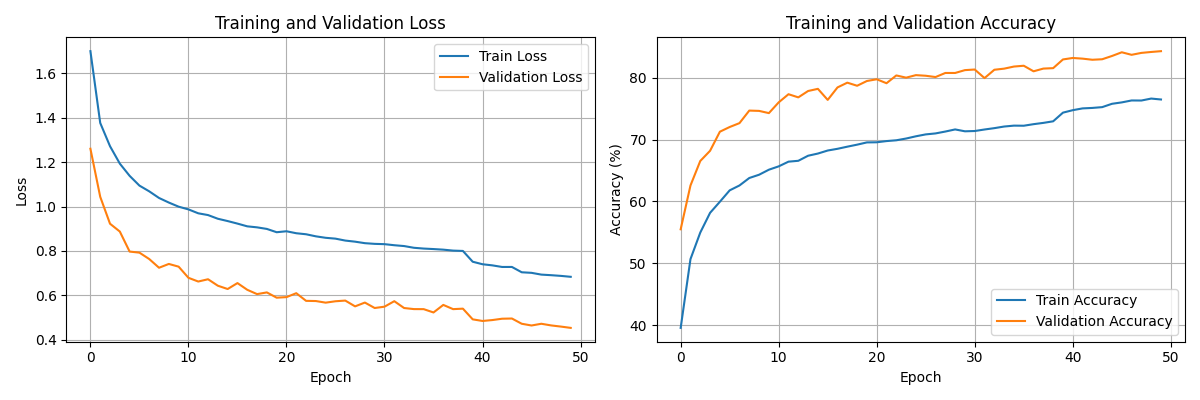 Training and Validation Loss
Train Loss
Validation Loss
Loss
1.6
1.4
1.2
1.0
0.8
0.6
0.4
0 10 20 30 40 50
Epoch
Training and Validation Accuracy
Accuracy (%)
80
70
60
50
40
Train Accuracy
Validation Accuracy
0 10 20 30 40 50
Epoch